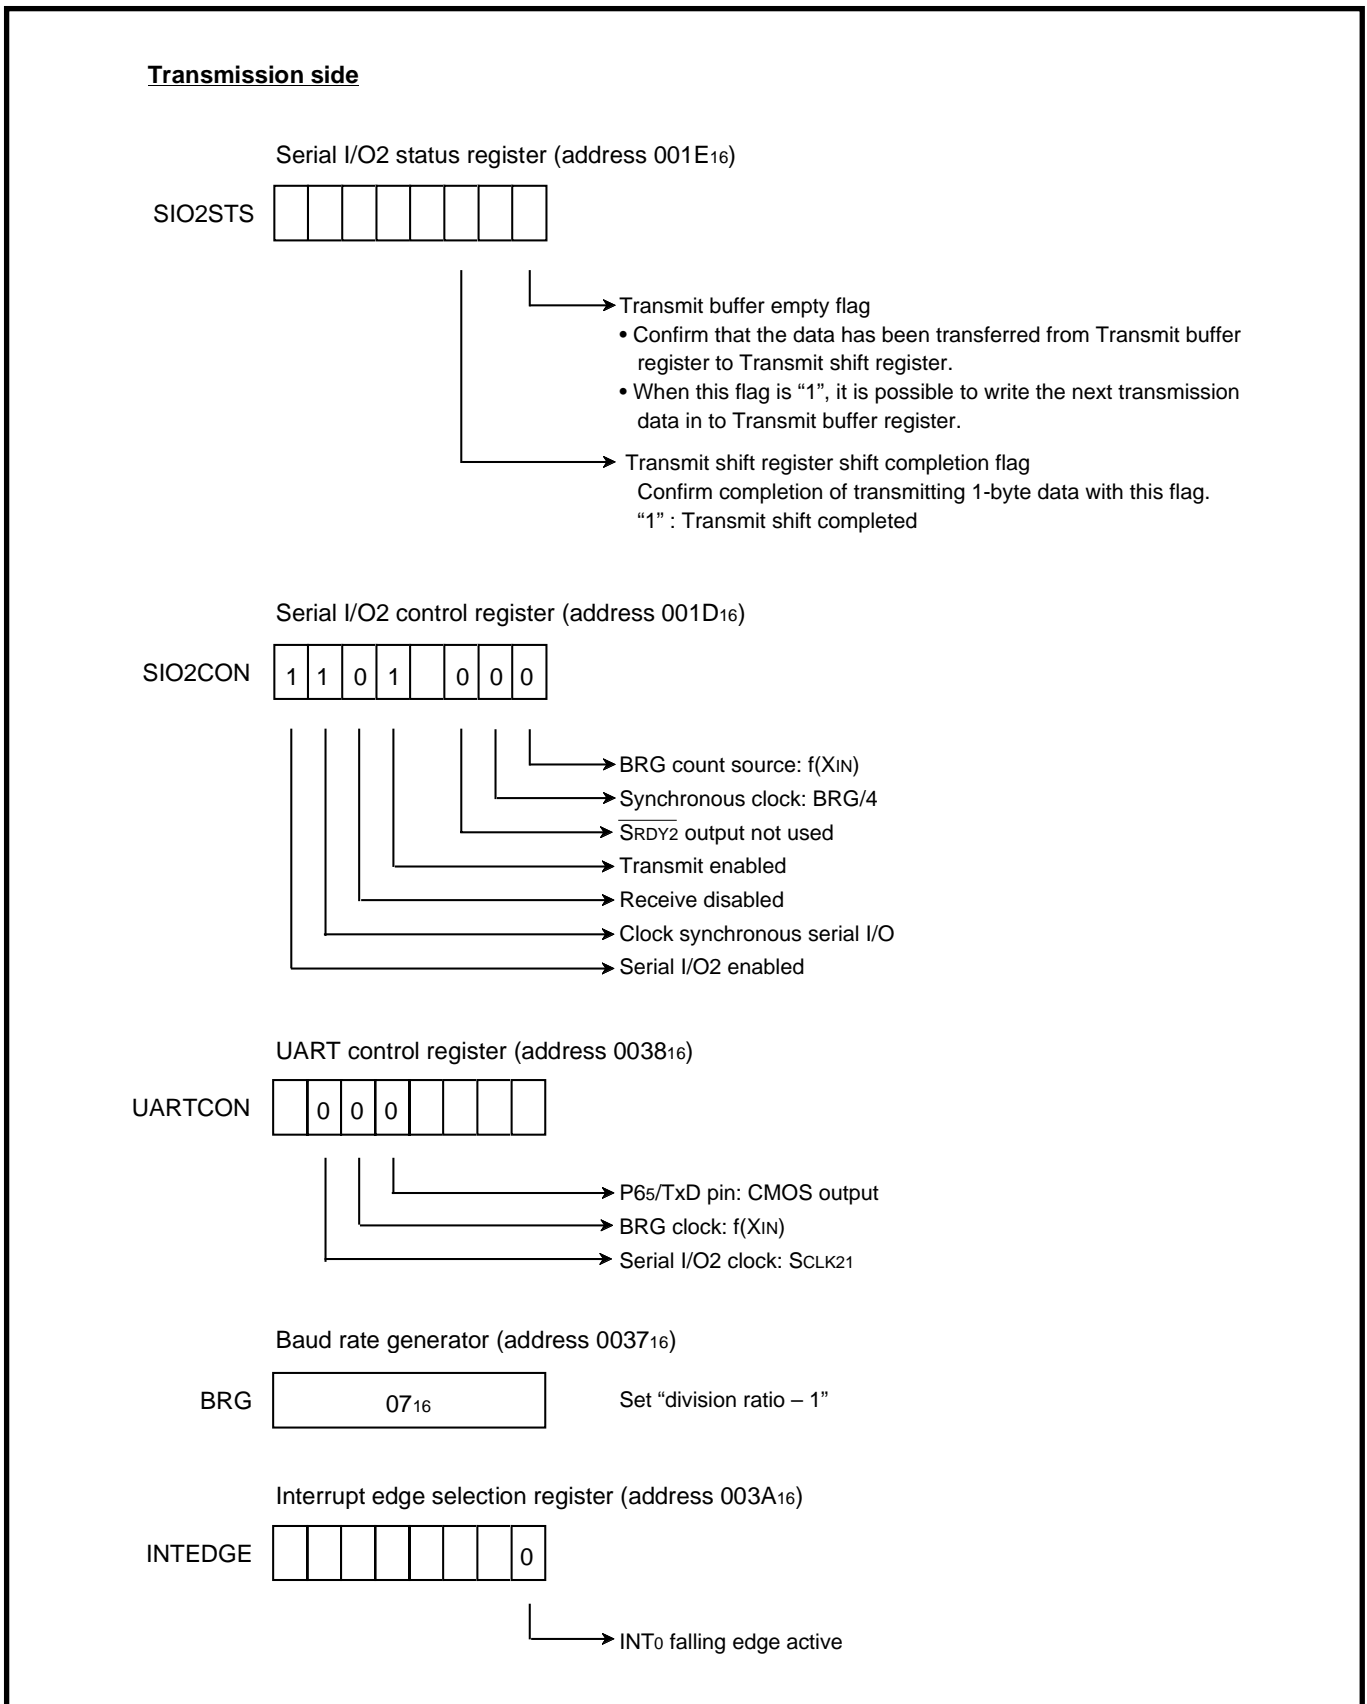 Transmission side
Serial I/O2 status register (address 001E16)
SIO2STS
Transmit buffer empty flag
• Confirm that the data has been transferred from Transmit buffer
register to Transmit shift register.
• When this flag is “1”, it is possible to write the next transmission
data in to Transmit buffer register.
Transmit shift register shift completion flag
Confirm completion of transmitting 1-byte data with this flag.
“1” : Transmit shift completed
Serial I/O2 control register (address 001D16)
SIO2CON 1 1 0 1 0 0 0
BRG count source: f(XIN)
Synchronous clock: BRG/4
SRDY2 output not used
Transmit enabled
Receive disabled
Clock synchronous serial I/O
Serial I/O2 enabled
UART control register (address 003816)
UARTCON 0 0 0
P65/TxD pin: CMOS output
BRG clock: f(XIN)
Serial I/O2 clock: SCLK21
Baud rate generator (address 003716)
BRG 0716 Set “division ratio – 1”
Interrupt edge selection register (address 003A16)
INTEDGE 0
INT0 falling edge active